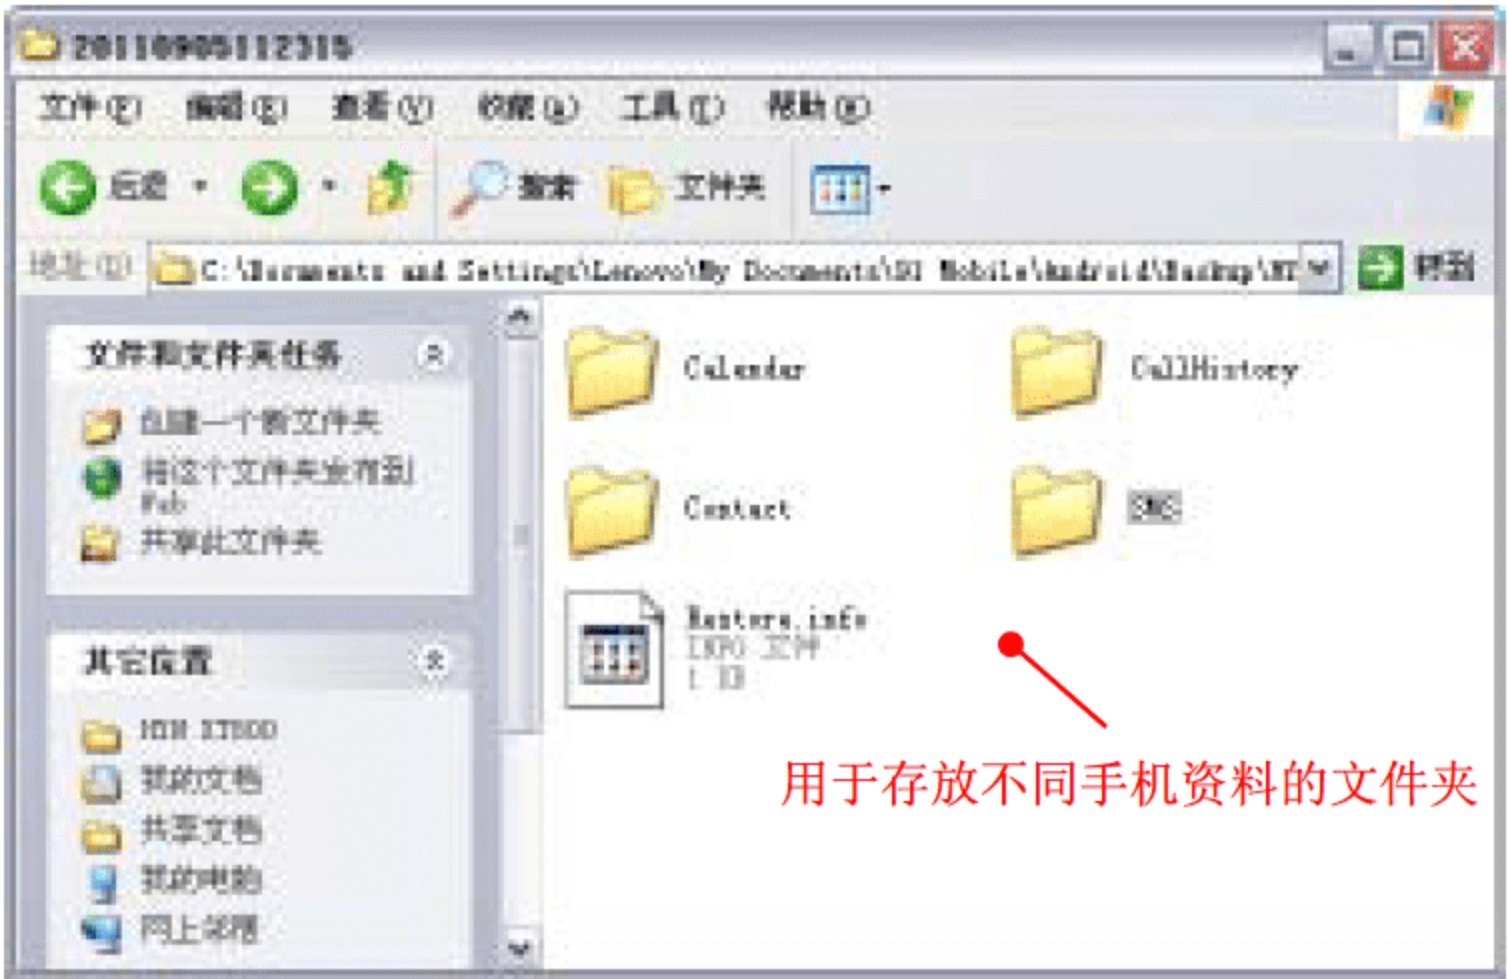 20110905112315
文件(F) 编辑(E) 查看(V) 收藏(A) 工具(T) 帮助(H)
后退 搜索 文件夹
地址(D) C:\Documents and Settings\Lenovo\My Documents\91 Mobile\Android\Backup\MT 转到
文件和文件夹任务
创建一个新文件夹
将这个文件夹发布到
Web
共享此文件夹
其它位置
我的文档
共享文档
我的电脑
网上邻居
Calendar
CallHistory
Contact
SMS
Restore.info
INFO 文件
1 KB
用于存放不同手机资料的文件夹